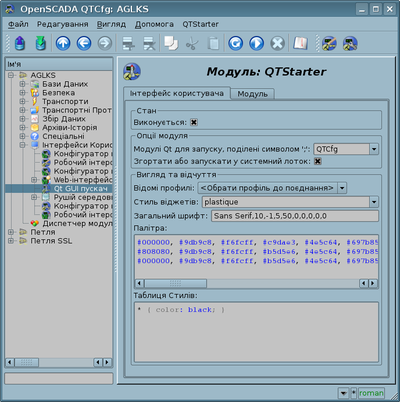 OpenSCADA QTCfg: AGLKS
Файл Редагування Вигляд Допомога QTStarter
Ім'я
AGLKS
Бази Даних
Безпека
Транспорти
Транспортні Прот
Збір Даних
Архіви-Історія
Спеціальні
Інтерфейси Корис
Конфігуратор
Робочий інтерс
Конфігуратор
Web-інтерфейс
Qt GUI пускач
Рушій середово
Конфігуратор
Робочий інтерс
Диспетчер модул
Петля
Петля SSL
Модуль: QTStarter
Інтерфейс користувача Модуль
Стан
Виконується:
Опції модуля
Модулі Qt для запуску, поділені символом ';': QTCfg
Згортати або запускати у системний лоток:
Вигляд та відчуття
Відомі профілі: <Обрати профіль до поєднання>
Стиль віджетів: plastique
Загальний шрифт: Sans Serif,10,-1,5,50,0,0,0,0,0
Палітра:
#000000, #9db9c8, #f6fcff, #c9dae3, #4e5c64, #697b85
#808080, #9db9c8, #f6fcff, #b5d5e6, #4e5c64, #697b85
#000000, #9db9c8, #f6fcff, #b5d5e6, #4e5c64, #697b85
Таблиця Стилів:
* { color: black; }
* roman